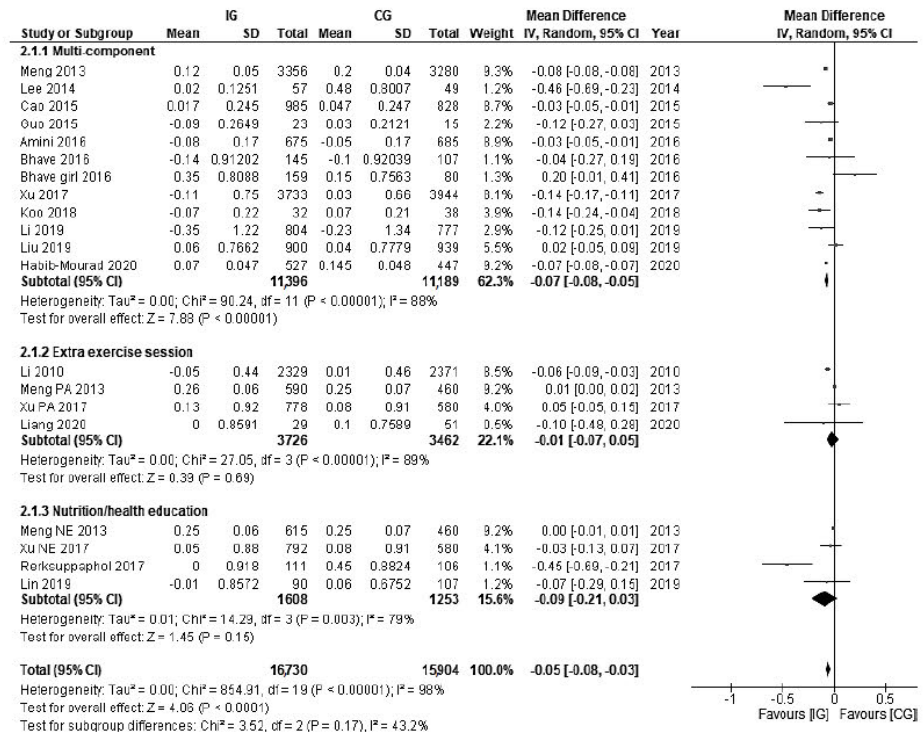 IG CG Mean Difference Mean Difference
Study or Subgroup Mean SD Total Mean SD Total Weight IV, Random, 95% CI Year IV, Random, 95% CI
2.1.1 Multi-component
Meng 2013 0.12 0.05 3356 0.2 0.04 3280 9.3% -0.08 [-0.08, -0.08] 2013
Lee 2014 0.02 0.1251 57 0.48 0.8007 49 1.2% -0.46 [-0.69, -0.23] 2014
Cao 2015 0.017 0.245 985 0.047 0.247 828 9.0% -0.03 [-0.05, -0.01] 2015
Guo 2015 -0.09 0.2649 23 0.03 0.2121 15 2.2% -0.12 [-0.27, 0.03] 2015
Amini 2016 -0.08 0.17 675 -0.05 0.17 685 9.1% -0.03 [-0.05, -0.01] 2016
Bhave 2016 -0.14 0.91202 145 -0.1 0.92039 107 1.1% -0.04 [-0.27, 0.19] 2016
Bhave girl 2016 0.35 0.8088 159 0.15 0.7563 80 1.3% 0.20 [-0.01, 0.41] 2016
Xu 2017 -0.11 0.75 3733 0.03 0.66 3944 8.1% -0.14 [-0.17, -0.11] 2017
Koo 2018 -0.07 0.22 32 0.07 0.21 38 4.0% -0.14 [-0.24, -0.04] 2018
Li 2019 -0.35 1.22 804 -0.23 1.34 777 2.9% -0.12 [-0.25, 0.01] 2019
Liu 2019 0.06 0.7662 900 0.04 0.7779 939 5.5% 0.02 [-0.05, 0.09] 2019
Habib-Mourad 2020 0.07 0.047 527 0.145 0.048 447 9.2% -0.07 [-0.08, -0.07] 2020
Subtotal (95% CI) 11,396 11,189 62.3% -0.07 [-0.08, -0.05]
Heterogeneity: Tau² = 0.00; Chi² = 90.24, df = 11 (P < 0.00001); I² = 88%
Test for overall effect: Z = 7.88 (P < 0.00001)
2.1.2 Extra exercise session
Li 2010 -0.05 0.44 2329 0.01 0.46 2371 8.5% -0.06 [-0.09, -0.03] 2010
Meng PA 2013 0.26 0.06 590 0.25 0.07 460 9.2% 0.01 [0.00, 0.02] 2013
Xu PA 2017 0.13 0.92 778 0.08 0.91 580 4.0% 0.05 [-0.05, 0.15] 2017
Liang 2020 0 0.8591 29 0.1 0.7589 51 0.5% -0.10 [-0.48, 0.28] 2020
Subtotal (95% CI) 3726 3462 22.1% -0.01 [-0.07, 0.05]
Heterogeneity: Tau² = 0.00; Chi² = 27.05, df = 3 (P < 0.00001); I² = 89%
Test for overall effect: Z = 0.39 (P = 0.69)
2.1.3 Nutrition/health education
Meng NE 2013 0.25 0.06 615 0.25 0.07 460 9.2% 0.00 [-0.01, 0.01] 2013
Xu NE 2017 0.05 0.88 792 0.08 0.91 580 4.1% -0.03 [-0.13, 0.07] 2017
Rerksuppaphol 2017 0 0.918 111 0.45 0.8824 106 1.1% -0.45 [-0.69, -0.21] 2017
Lin 2019 -0.01 0.8572 90 0.06 0.6752 107 1.2% -0.07 [-0.29, 0.15] 2019
Subtotal (95% CI) 1608 1253 15.6% -0.09 [-0.21, 0.03]
Heterogeneity: Tau² = 0.01; Chi² = 14.29, df = 3 (P = 0.003); I² = 79%
Test for overall effect: Z = 1.45 (P = 0.15)
Total (95% CI) 16,730 15,904 100.0% -0.05 [-0.08, -0.03]
Heterogeneity: Tau² = 0.00; Chi² = 854.91, df = 19 (P < 0.00001); I² = 98%
Test for overall effect: Z = 4.06 (P < 0.0001)
Test for subgroup differences: Chi² = 3.52, df = 2 (P = 0.17), I² = 43.2%
-1 -0.5 0 0.5
Favours [IG] Favours [CG]